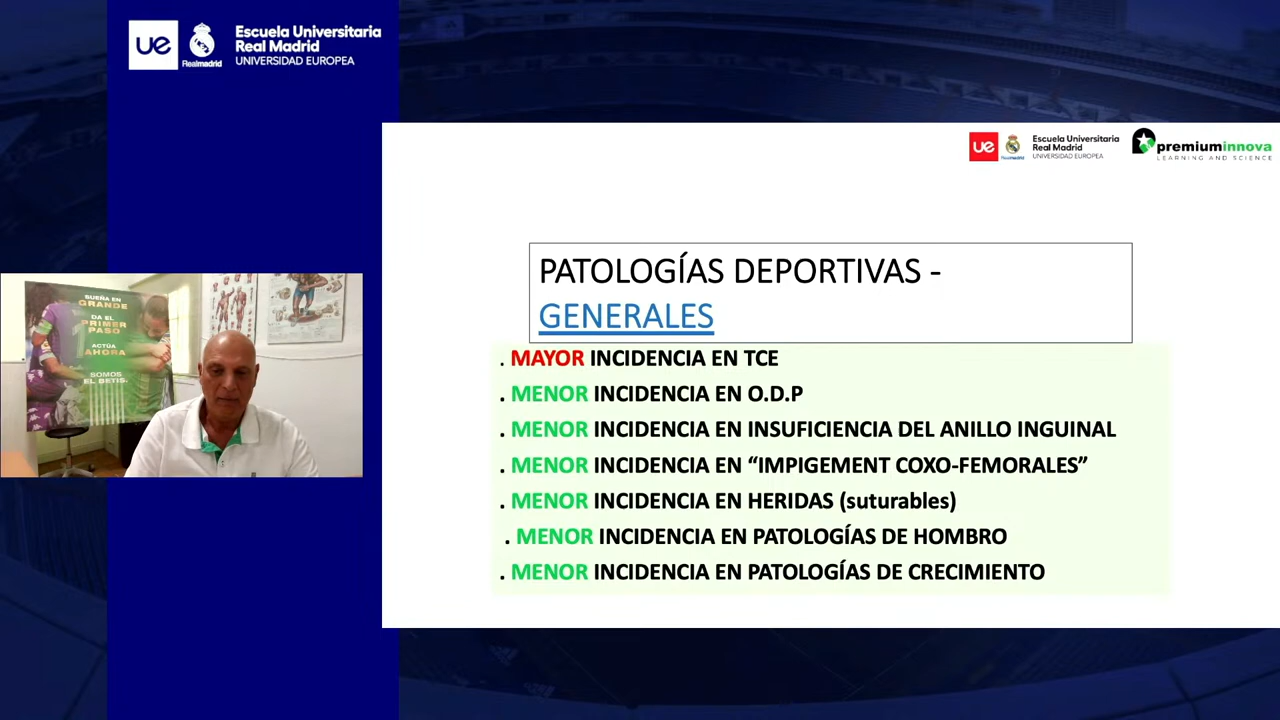 ue
Realmadrid
Escuela Universitaria
Real Madrid
UNIVERSIDAD EUROPEA
ue
Realmadrid
Escuela Universitaria
Real Madrid
UNIVERSIDAD EUROPEA
premiuminnova
LEARNING AND SCIENCE
PATOLOGÍAS DEPORTIVAS -
GENERALES
. MAYOR INCIDENCIA EN TCE
. MENOR INCIDENCIA EN O.D.P
. MENOR INCIDENCIA EN INSUFICIENCIA DEL ANILLO INGUINAL
. MENOR INCIDENCIA EN “IMPIGEMENT COXO-FEMORALES”
. MENOR INCIDENCIA EN HERIDAS (suturables)
. MENOR INCIDENCIA EN PATOLOGÍAS DE HOMBRO
. MENOR INCIDENCIA EN PATOLOGÍAS DE CRECIMIENTO
SUEÑA EN
GRANDE
DA EL
PRIMER
PASO
ACTÚA
AHORA
SOMOS
EL BETIS.